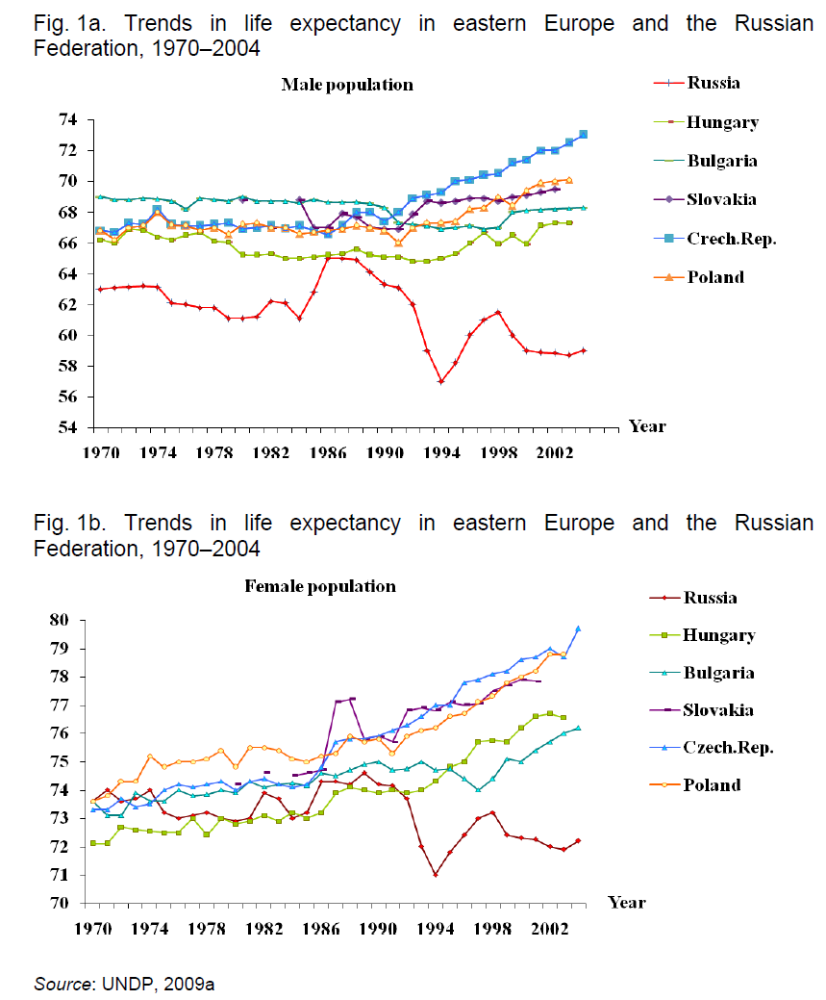 Fig. 1a. Trends in life expectancy in eastern Europe and the Russian
Federation, 1970–2004
Male population
Russia
Hungary
Bulgaria
Slovakia
Crech.Rep.
Poland
74
72
70
68
66
64
62
60
58
56
54
Year
1970 1974 1978 1982 1986 1990 1994 1998 2002
Fig. 1b. Trends in life expectancy in eastern Europe and the Russian
Federation, 1970–2004
Female population
Russia
Hungary
Bulgaria
Slovakia
Czech.Rep.
Poland
80
79
78
77
76
75
74
73
72
71
70
Year
1970 1974 1978 1982 1986 1990 1994 1998 2002
Source: UNDP, 2009a